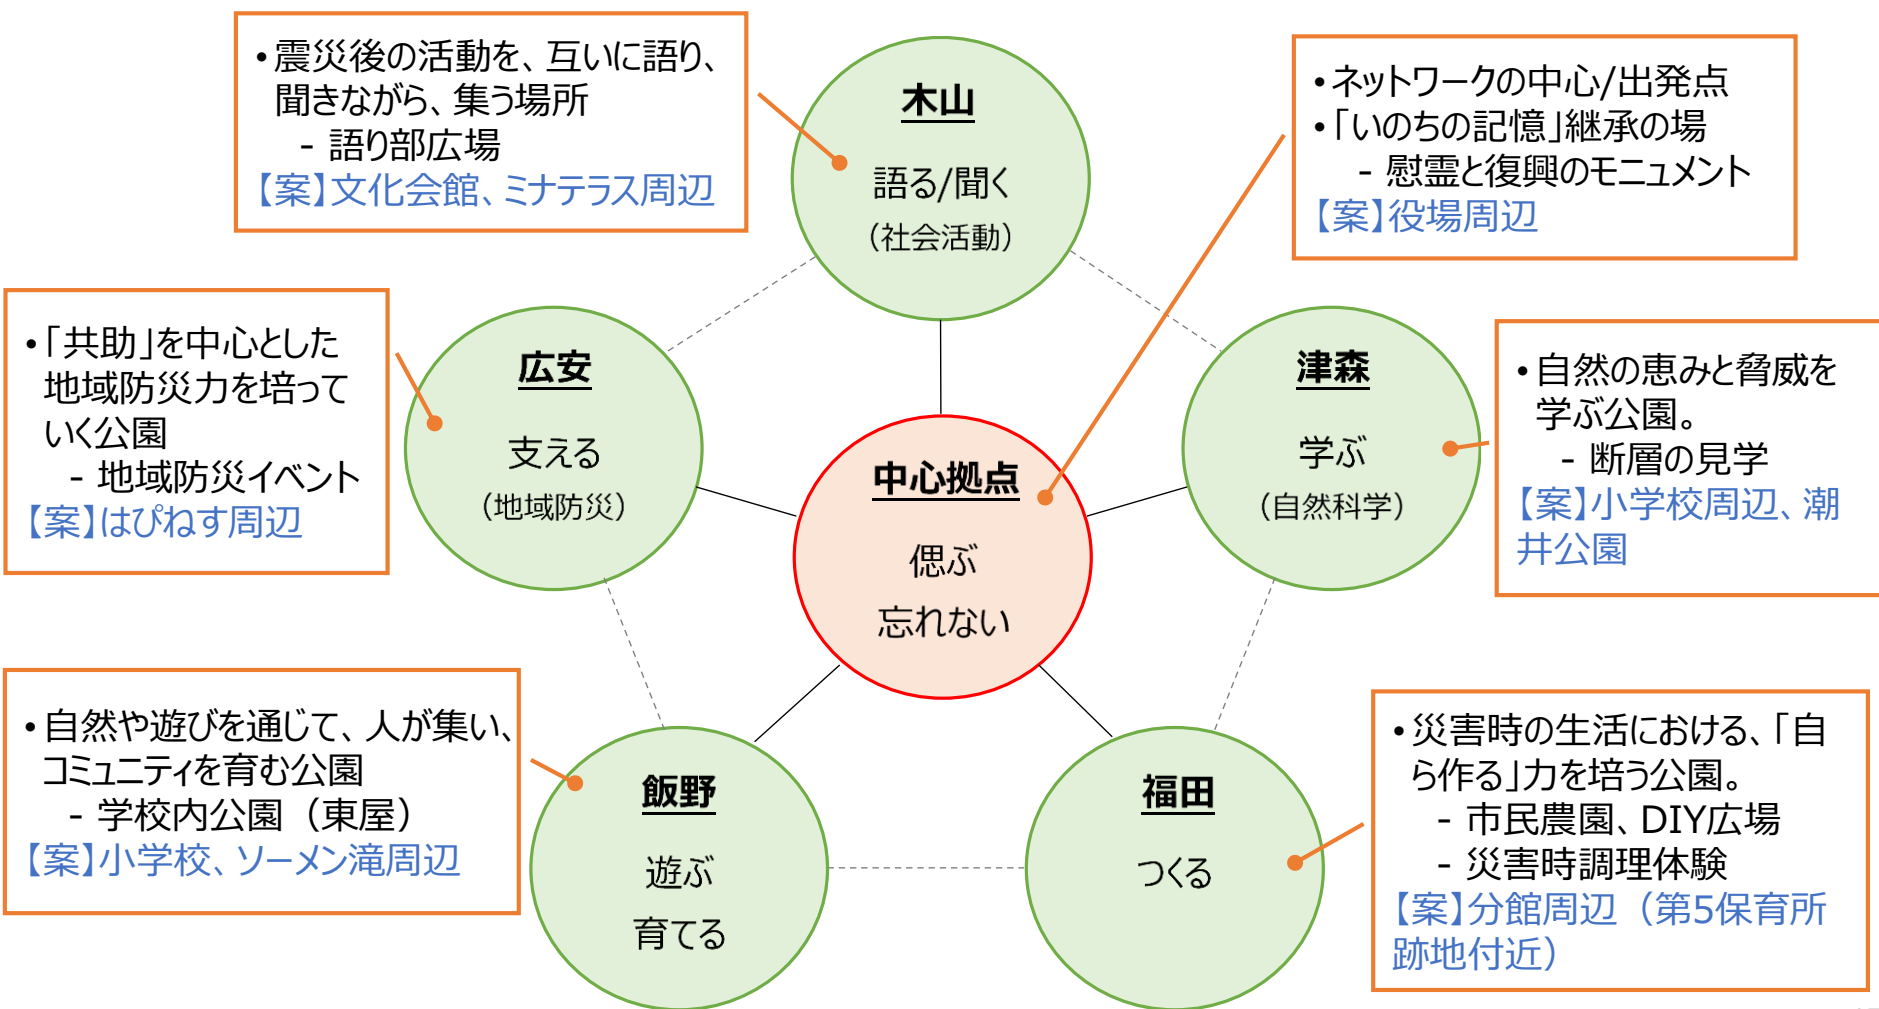 •震災後の活動を、互いに語り、
聞きながら、集う場所
- 語り部広場
【案】文化会館、ミナテラス周辺
木山
語る/聞く
（社会活動）
•ネットワークの中心/出発点
•「いのちの記憶」継承の場
- 慰霊と復興のモニュメント
【案】役場周辺
•「共助」を中心とした
地域防災力を培って
いく公園
- 地域防災イベント
【案】はぴねす周辺
広安
支える
（地域防災）
中心拠点
偲ぶ
忘れない
津森
学ぶ
（自然科学）
•自然の恵みと脅威を
学ぶ公園。
- 断層の見学
【案】小学校周辺、潮
井公園
•自然や遊びを通じて、人が集い、
コミュニティを育む公園
- 学校内公園（東屋）
【案】小学校、ソーメン滝周辺
飯野
遊ぶ
育てる
福田
つくる
•災害時の生活における、「自
ら作る」力を培う公園。
- 市民農園、DIY広場
- 災害時調理体験
【案】分館周辺（第5保育所
跡地付近）